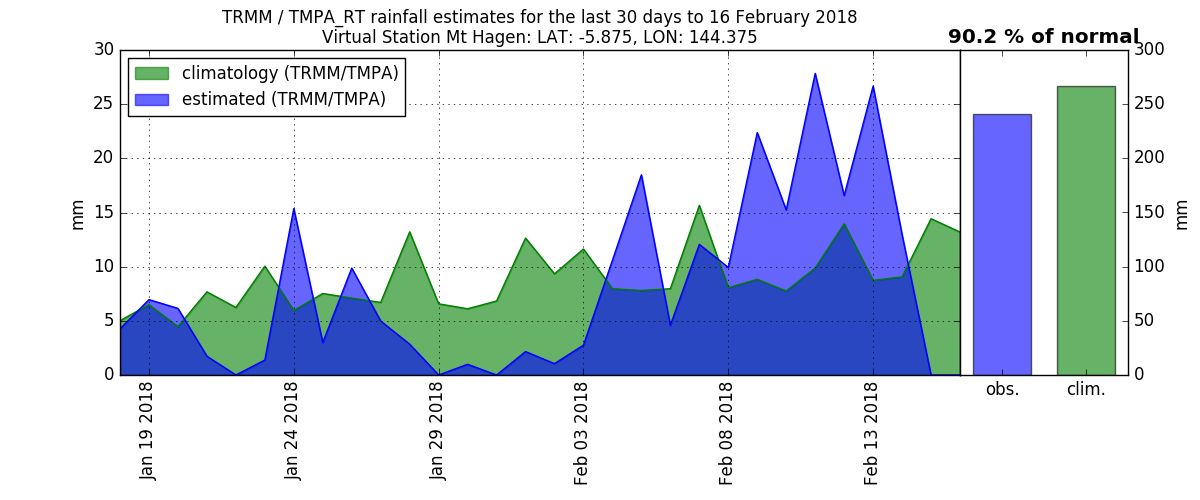 TRMM / TMPA_RT rainfall estimates for the last 30 days to 16 February 2018
Virtual Station Mt Hagen: LAT: -5.875, LON: 144.375
90.2 % of normal
climatology (TRMM/TMPA)
estimated (TRMM/TMPA)
30
25
20
15
10
5
0
mm
Jan 19 2018
Jan 24 2018
Jan 29 2018
Feb 03 2018
Feb 08 2018
Feb 13 2018
300
250
200
150
100
50
0
mm
obs.
clim.